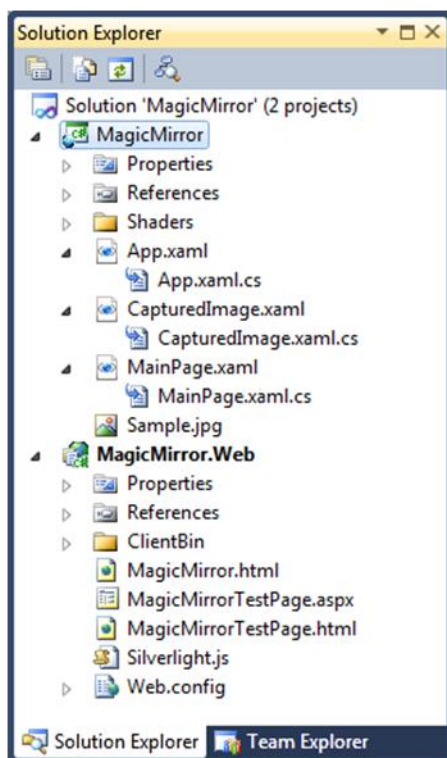 Solution Explorer
Solution 'MagicMirror' (2 projects)
MagicMirror
Properties
References
Shaders
App.xaml
App.xaml.cs
CapturedImage.xaml
CapturedImage.xaml.cs
MainPage.xaml
MainPage.xaml.cs
Sample.jpg
MagicMirror.Web
Properties
References
ClientBin
MagicMirror.html
MagicMirrorTestPage.aspx
MagicMirrorTestPage.html
Silverlight.js
Web.config
Solution Explorer Team Explorer